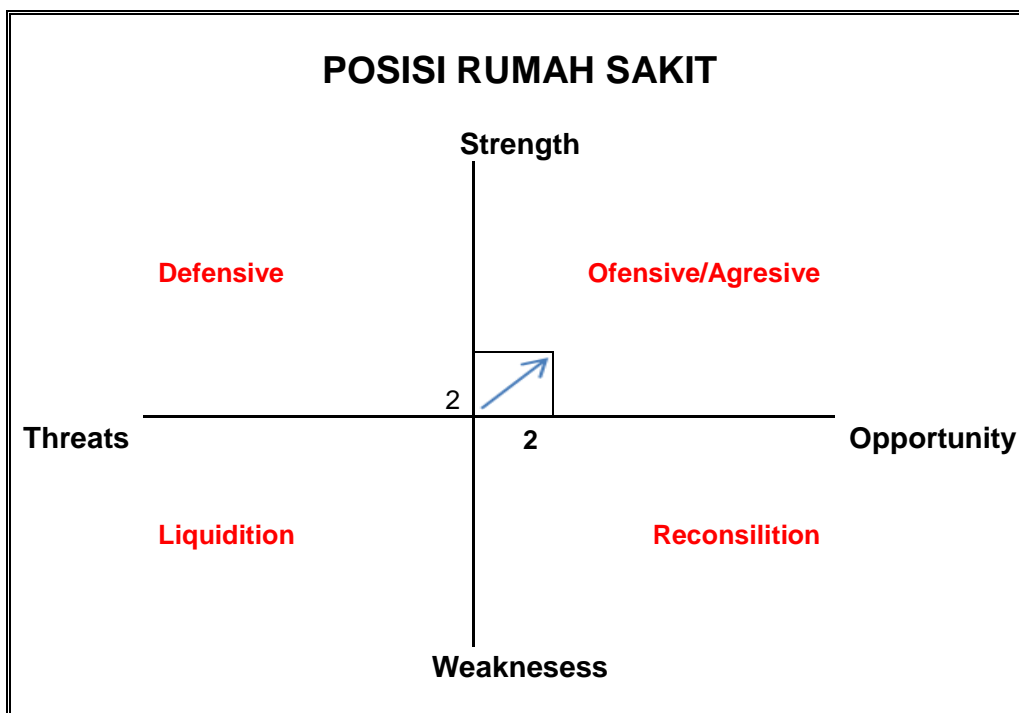 POSISI RUMAH SAKIT
Strength
Defensive
Ofensive/Agresive
2
Threats
2
Opportunity
Liquidition
Reconsilition
Weaknesess